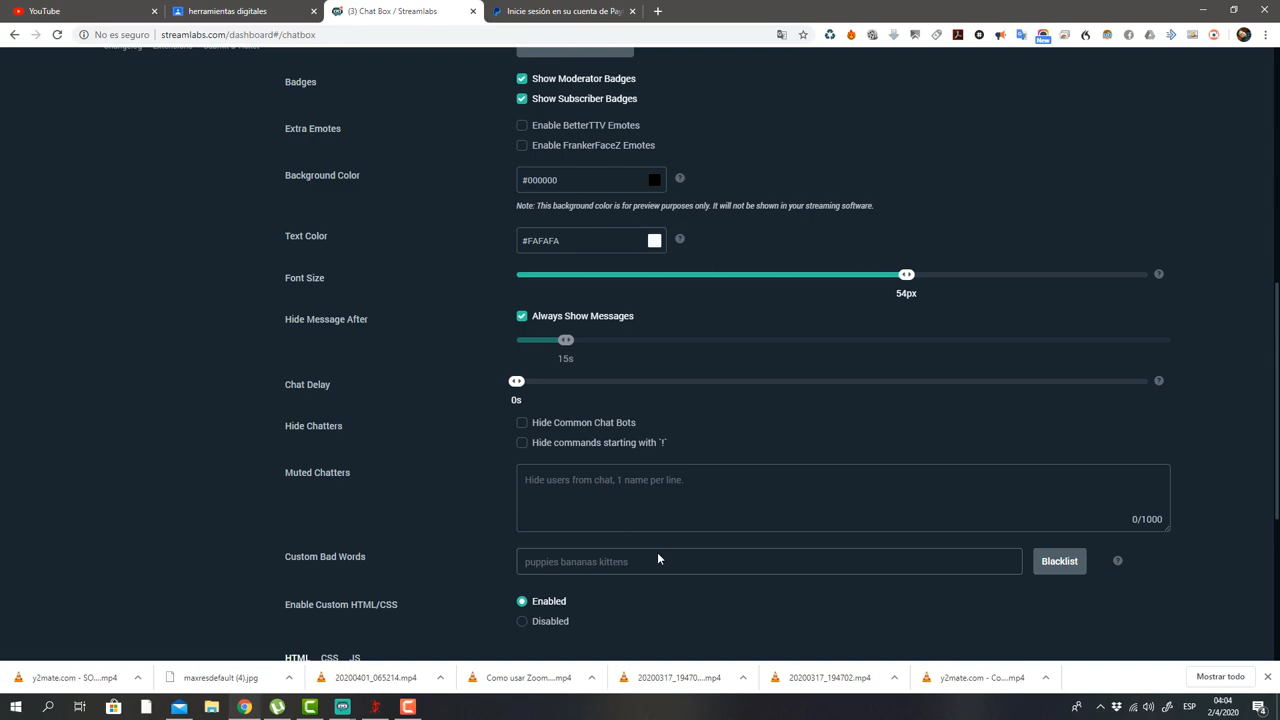 YouTube
herramientas digitales
(3) Chat Box / Streamlabs
Inicie sesión en su cuenta de Pay
No es seguro
streamlabs.com/dashboard#/chatbox
New
Badges
Show Moderator Badges
Show Subscriber Badges
Extra Emotes
Enable BetterTTV Emotes
Enable FrankerFaceZ Emotes
Background Color
#000000
Note: This background color is for preview purposes only. It will not be shown in your streaming software.
Text Color
#FAFAFA
Font Size
54px
Hide Message After
Always Show Messages
15s
Chat Delay
0s
Hide Chatters
Hide Common Chat Bots
Hide commands starting with `!`
Muted Chatters
Hide users from chat, 1 name per line.
0/1000
Custom Bad Words
puppies bananas kittens
Blacklist
Enable Custom HTML/CSS
Enabled
Disabled
HTML CSS JS
y2mate.com - SO....mp4
maxresdefault (4).jpg
20200401_065214.mp4
Como usar Zoom....mp4
20200317_19470....mp4
20200317_194702.mp4
y2mate.com - Co....mp4
Mostrar todo
ESP
04:04
2/4/2020
4